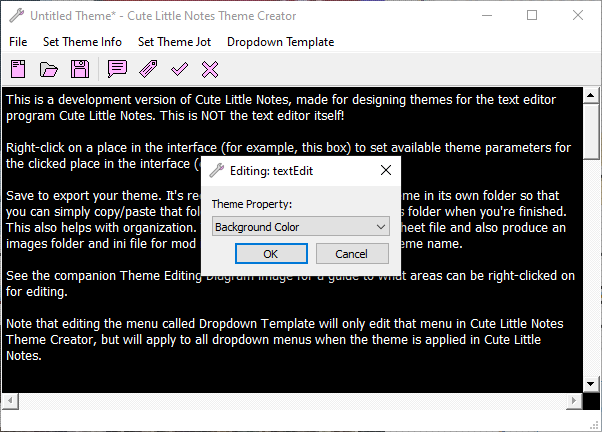 Untitled Theme* - Cute Little Notes Theme Creator
File Set Theme Info Set Theme Jot Dropdown Template
This is a development version of Cute Little Notes, made for designing themes for the text editor
program Cute Little Notes. This is NOT the text editor itself!
Right-click on a place in the interface (for example, this box) to set available theme parameters for
the clicked place in the interface (
Editing: textEdit
Theme Property:
Background Color
OK Cancel
Save to export your theme. It's re me in its own folder so that
you can simply copy/paste that fol s folder when you're finished.
This also helps with organization. heet file and also produce an
images folder and ini file for mod eme name.
See the companion Theme Editing Diagram image for a guide to what areas can be right-clicked on
for editing.
Note that editing the menu called Dropdown Template will only edit that menu in Cute Little Notes
Theme Creator, but will apply to all dropdown menus when the theme is applied in Cute Little
Notes.